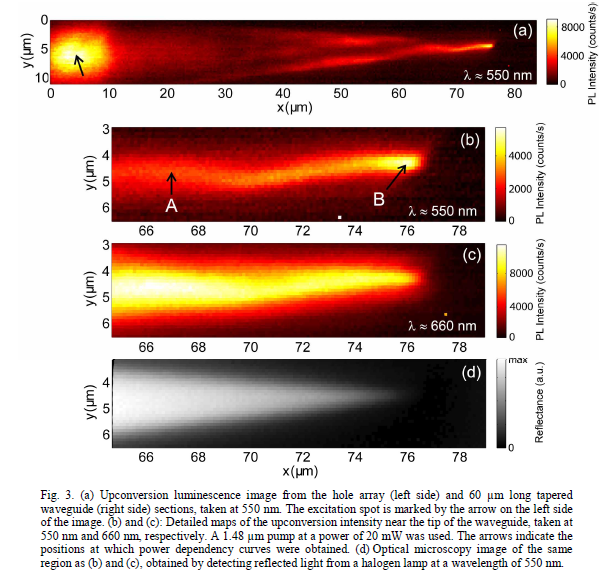 0
5
10
y(µm)
(a)
λ ≈ 550 nm
0 10 20 30 40 50 60 70 80
x(µm)
8000
4000
0
PL Intensity (counts/s)
3
4
5
6
y(µm)
(b)
A
B
λ ≈ 550 nm
66 68 70 72 74 76 78
4000
2000
0
PL Intensity (counts/s)
3
4
5
6
y(µm)
(c)
λ ≈ 660 nm
66 68 70 72 74 76 78
8000
4000
0
PL Intensity (counts/s)
4
5
6
y(µm)
(d)
66 68 70 72 74 76 78
x(µm)
max
0
Reflectance (a.u.)
Fig. 3. (a) Upconversion luminescence image from the hole array (left side) and 60 µm long tapered
waveguide (right side) sections, taken at 550 nm. The excitation spot is marked by the arrow on the left side
of the image. (b) and (c): Detailed maps of the upconversion intensity near the tip of the waveguide, taken at
550 nm and 660 nm, respectively. A 1.48 µm pump at a power of 20 mW was used. The arrows indicate the
positions at which power dependency curves were obtained. (d) Optical microscopy image of the same
region as (b) and (c), obtained by detecting reflected light from a halogen lamp at a wavelength of 550 nm.